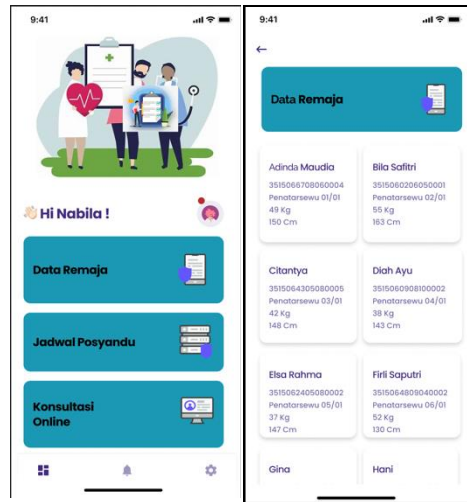 9:41
Hi Nabila !
Data Remaja
Jadwal Posyandu
Konsultasi
Online
9:41
Data Remaja
Adinda Maudia
3515066708060004
Penatarsewu 01/01
49 Kg
150 Cm
Bila Safitri
3515060206050001
Penatarsewu 02/01
55 Kg
163 Cm
Citantya
3515064305080005
Penatarsewu 03/01
42 Kg
148 Cm
Diah Ayu
3515060908100002
Penatarsewu 04/01
38 Kg
143 Cm
Elsa Rahma
3515062405080002
Penatarsewu 05/01
37 Kg
147 Cm
Firli Saputri
3515064809040002
Penatarsewu 06/01
52 Kg
130 Cm
Gina
Hani